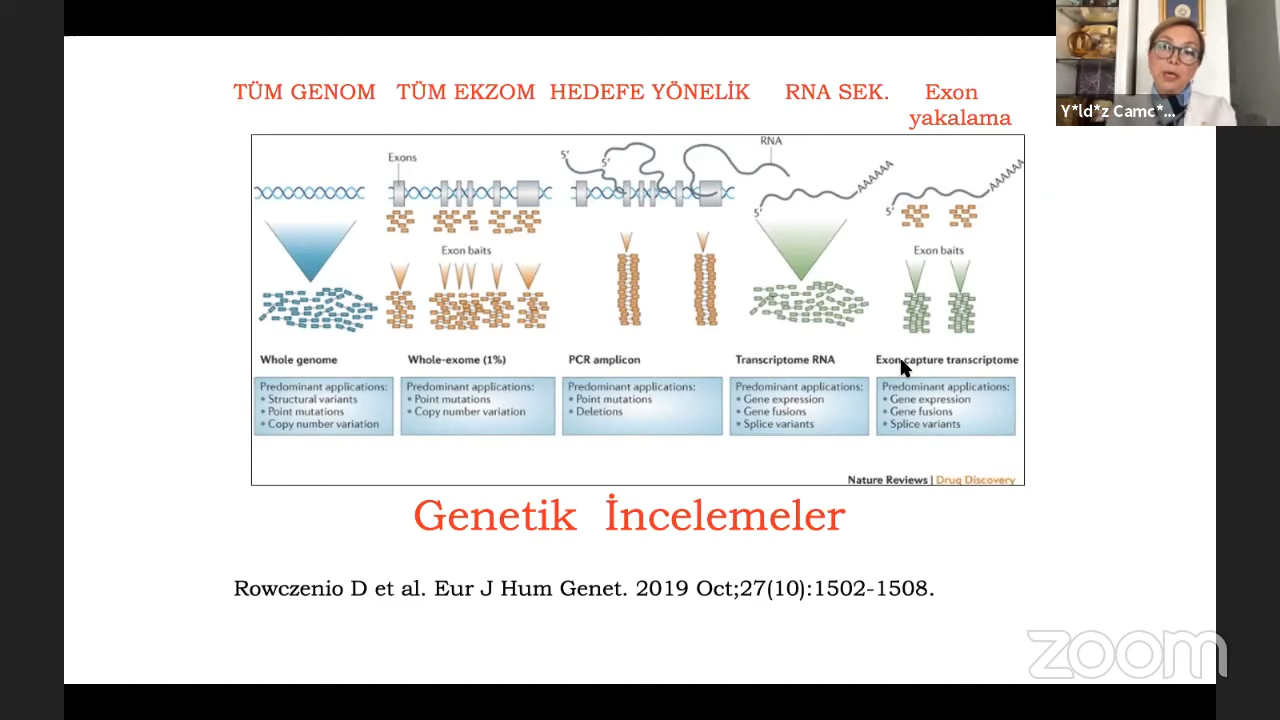 TÜM GENOM TÜM EKZOM HEDEFE YÖNELİK RNA SEK. Exon
yakalama
Y*ld*z Camc*...
RNA
Exons
5'
5'
AAAAAA
AAAAAA
5'
5'
Exon baits
Exon baits
Whole genome
Predominant applications:
• Structural variants
• Point mutations
• Copy number variation
Whole-exome (1%)
Predominant applications:
• Point mutations
• Copy number variation
PCR amplicon
Predominant applications:
• Point mutations
• Deletions
Transcriptome RNA
Predominant applications:
• Gene expression
• Gene fusions
• Splice variants
Exon capture transcriptome
Predominant applications:
• Gene expression
• Gene fusions
• Splice variants
Nature Reviews | Drug Discovery
Genetik İncelemeler
Rowczenio D et al. Eur J Hum Genet. 2019 Oct;27(10):1502-1508.
zoom